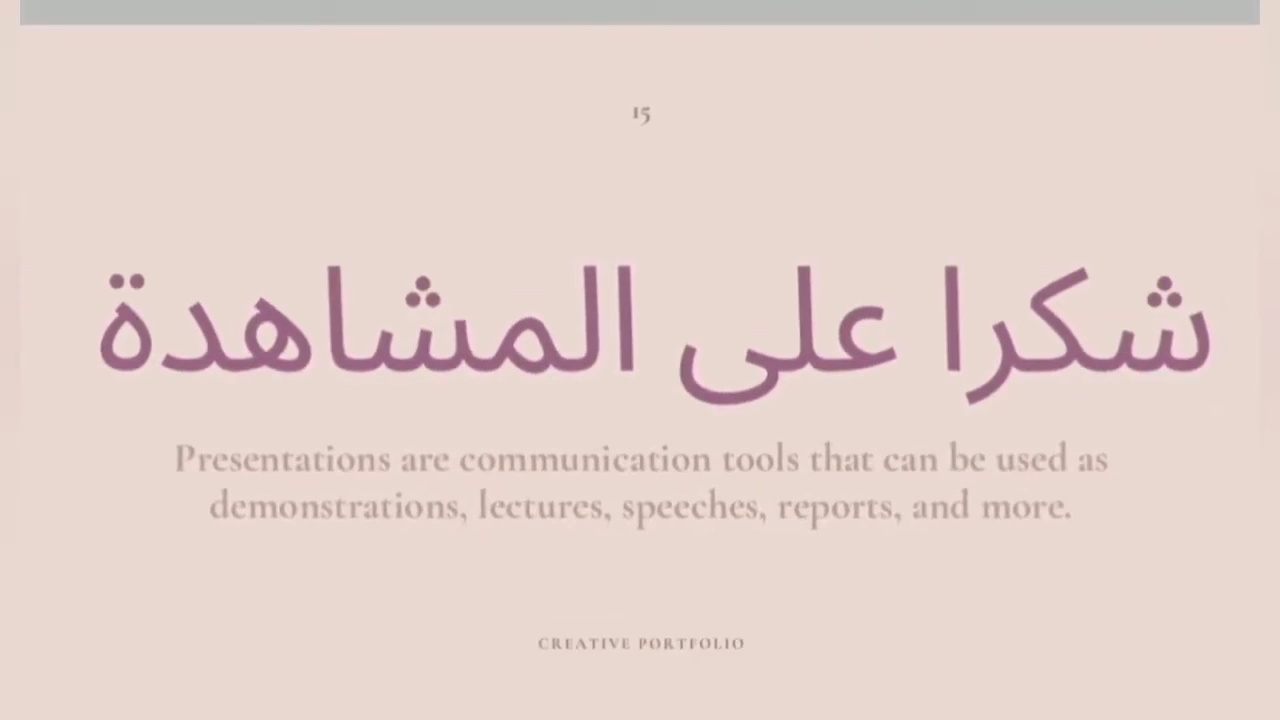 15
شكرا على المشاهدة
Presentations are communication tools that can be used as
demonstrations, lectures, speeches, reports, and more.
CREATIVE PORTFOLIO